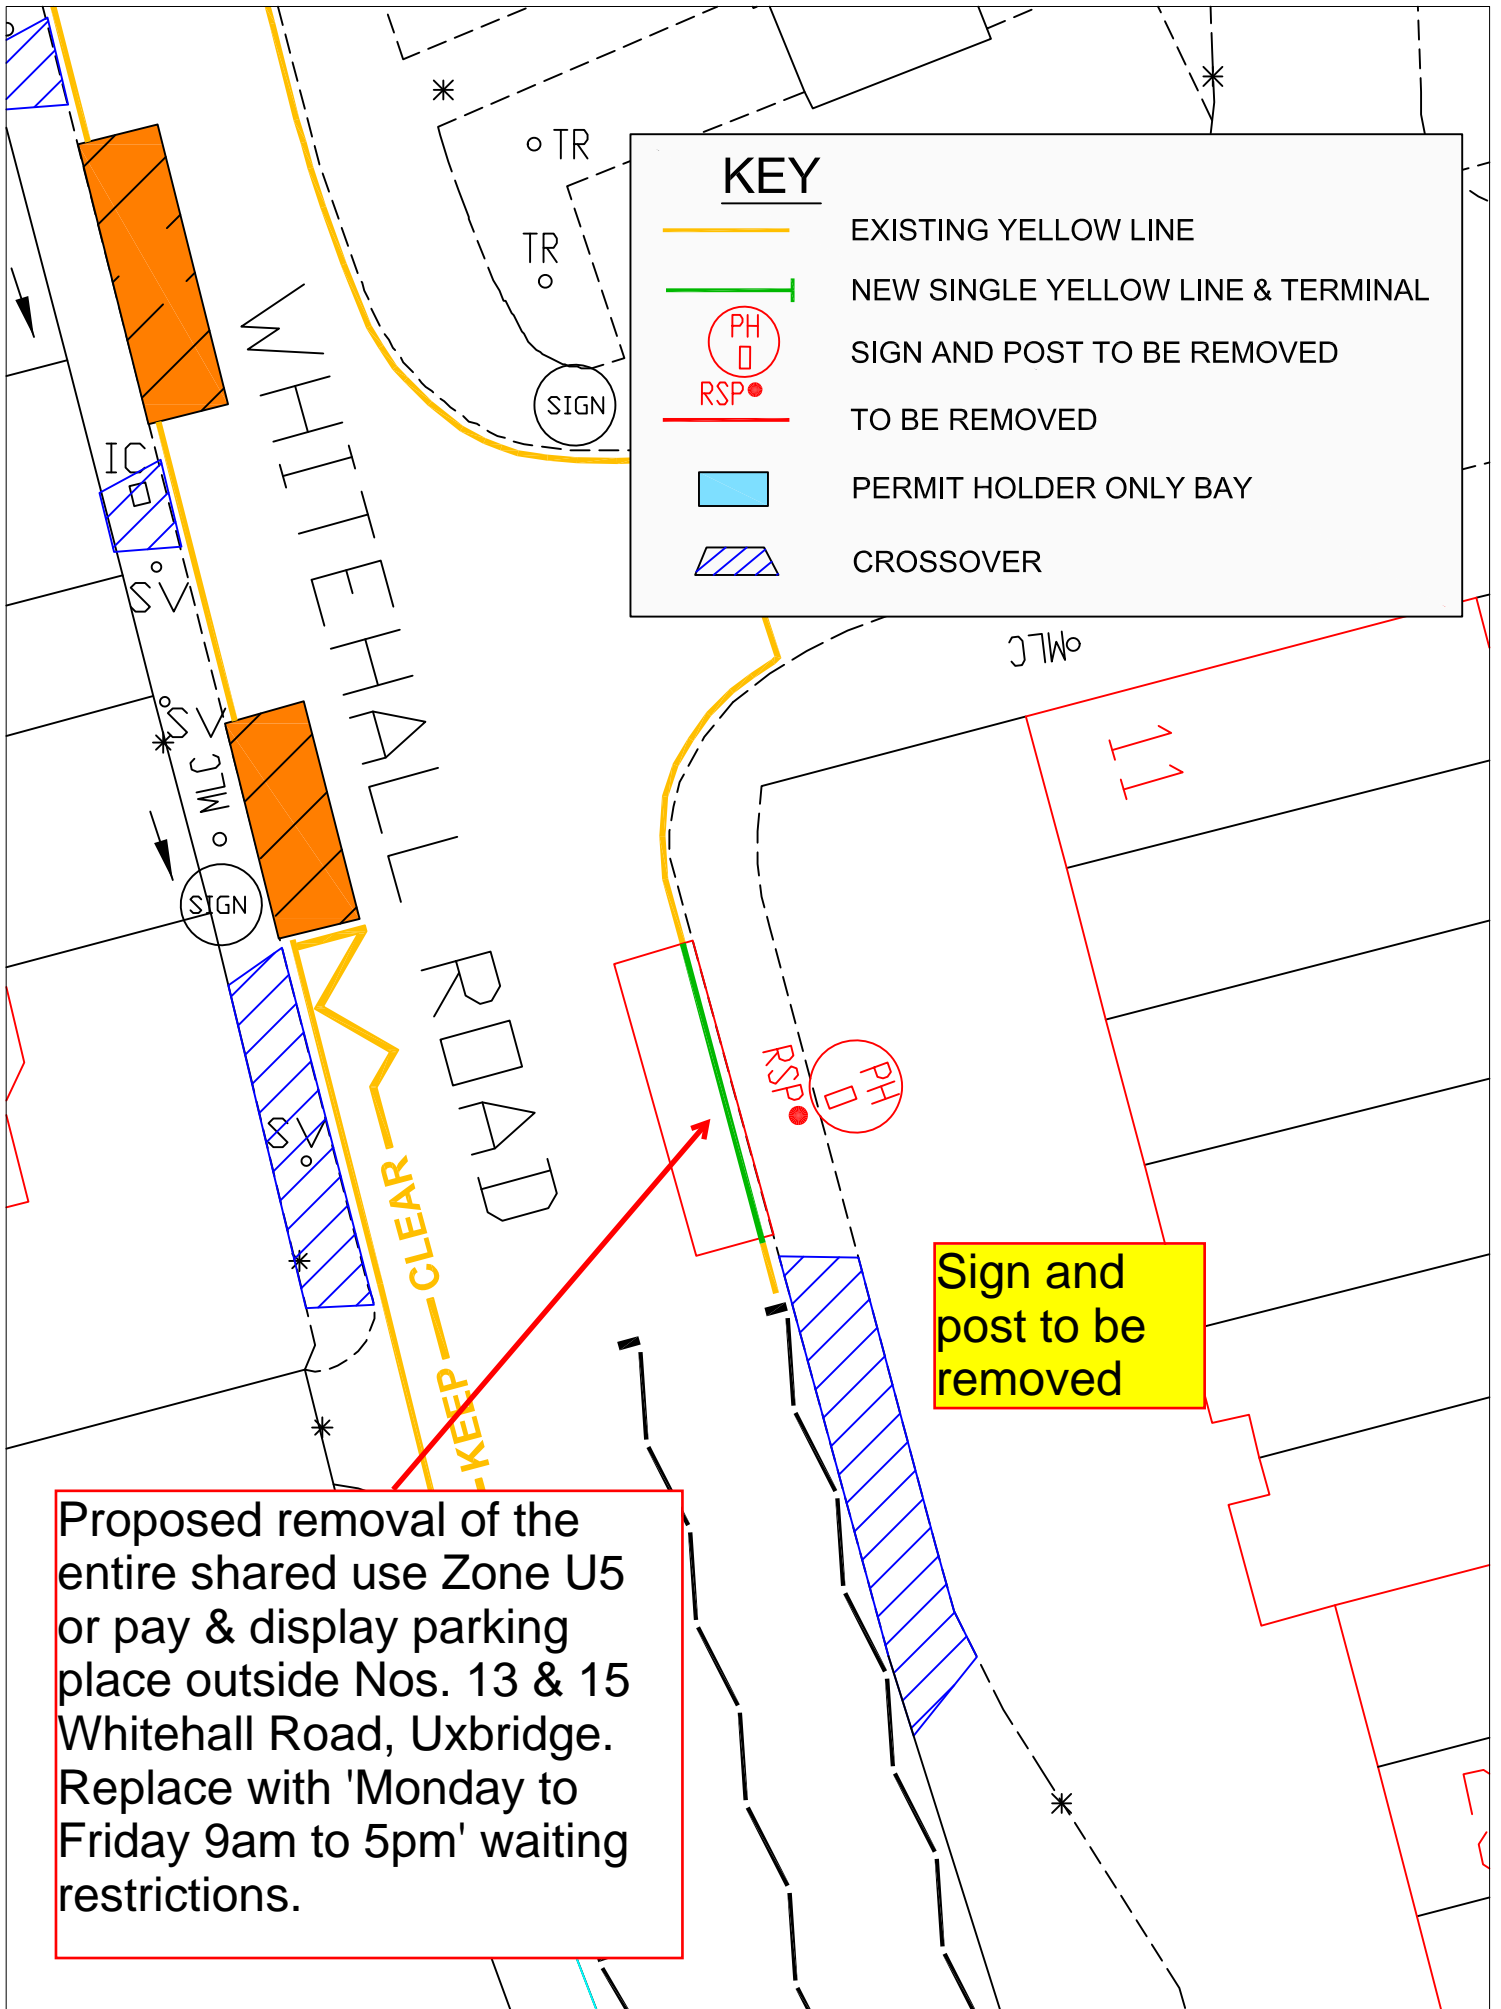 TR
TR
KEY
EXISTING YELLOW LINE
NEW SINGLE YELLOW LINE & TERMINAL
PH
SIGN AND POST TO BE REMOVED
RSP
TO BE REMOVED
PERMIT HOLDER ONLY BAY
CROSSOVER
SIGN
IC
SV
SV
MLC
SIGN
MLC
11
WHITEHALL ROAD
RSP
PH
SV
KEEP CLEAR
Sign and
post to be
removed
Proposed removal of the
entire shared use Zone U5
or pay & display parking
place outside Nos. 13 & 15
Whitehall Road, Uxbridge.
Replace with 'Monday to
Friday 9am to 5pm' waiting
restrictions.